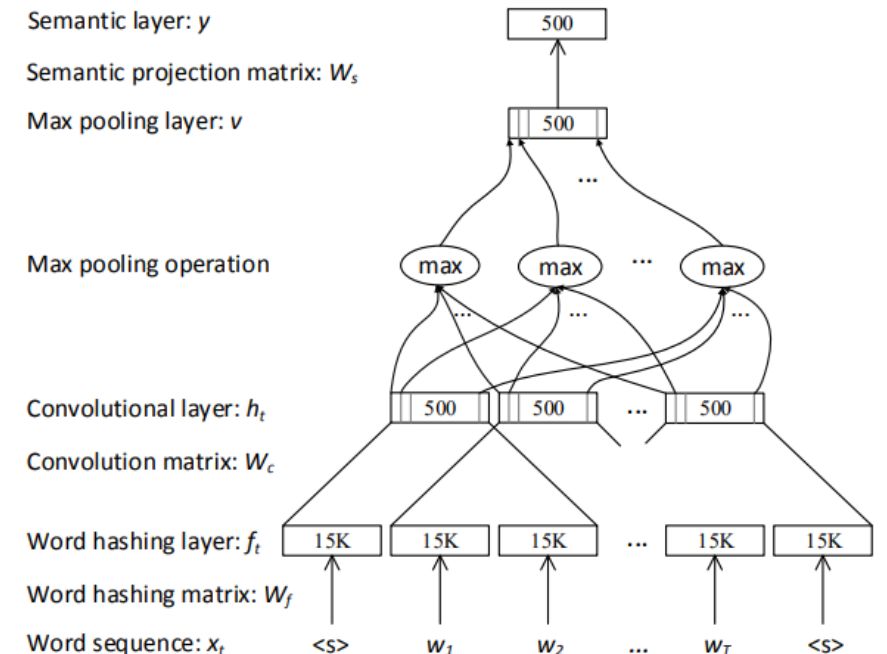 Semantic layer: y 500
Semantic projection matrix: Ws
Max pooling layer: v 500
...
Max pooling operation max max ... max
... ... ...
Convolutional layer: ht 500 500 ... 500
Convolution matrix: Wc
Word hashing layer: ft 15K 15K 15K ... 15K 15K
Word hashing matrix: Wf
Word sequence: xt <s> w1 w2 ... wT <s>